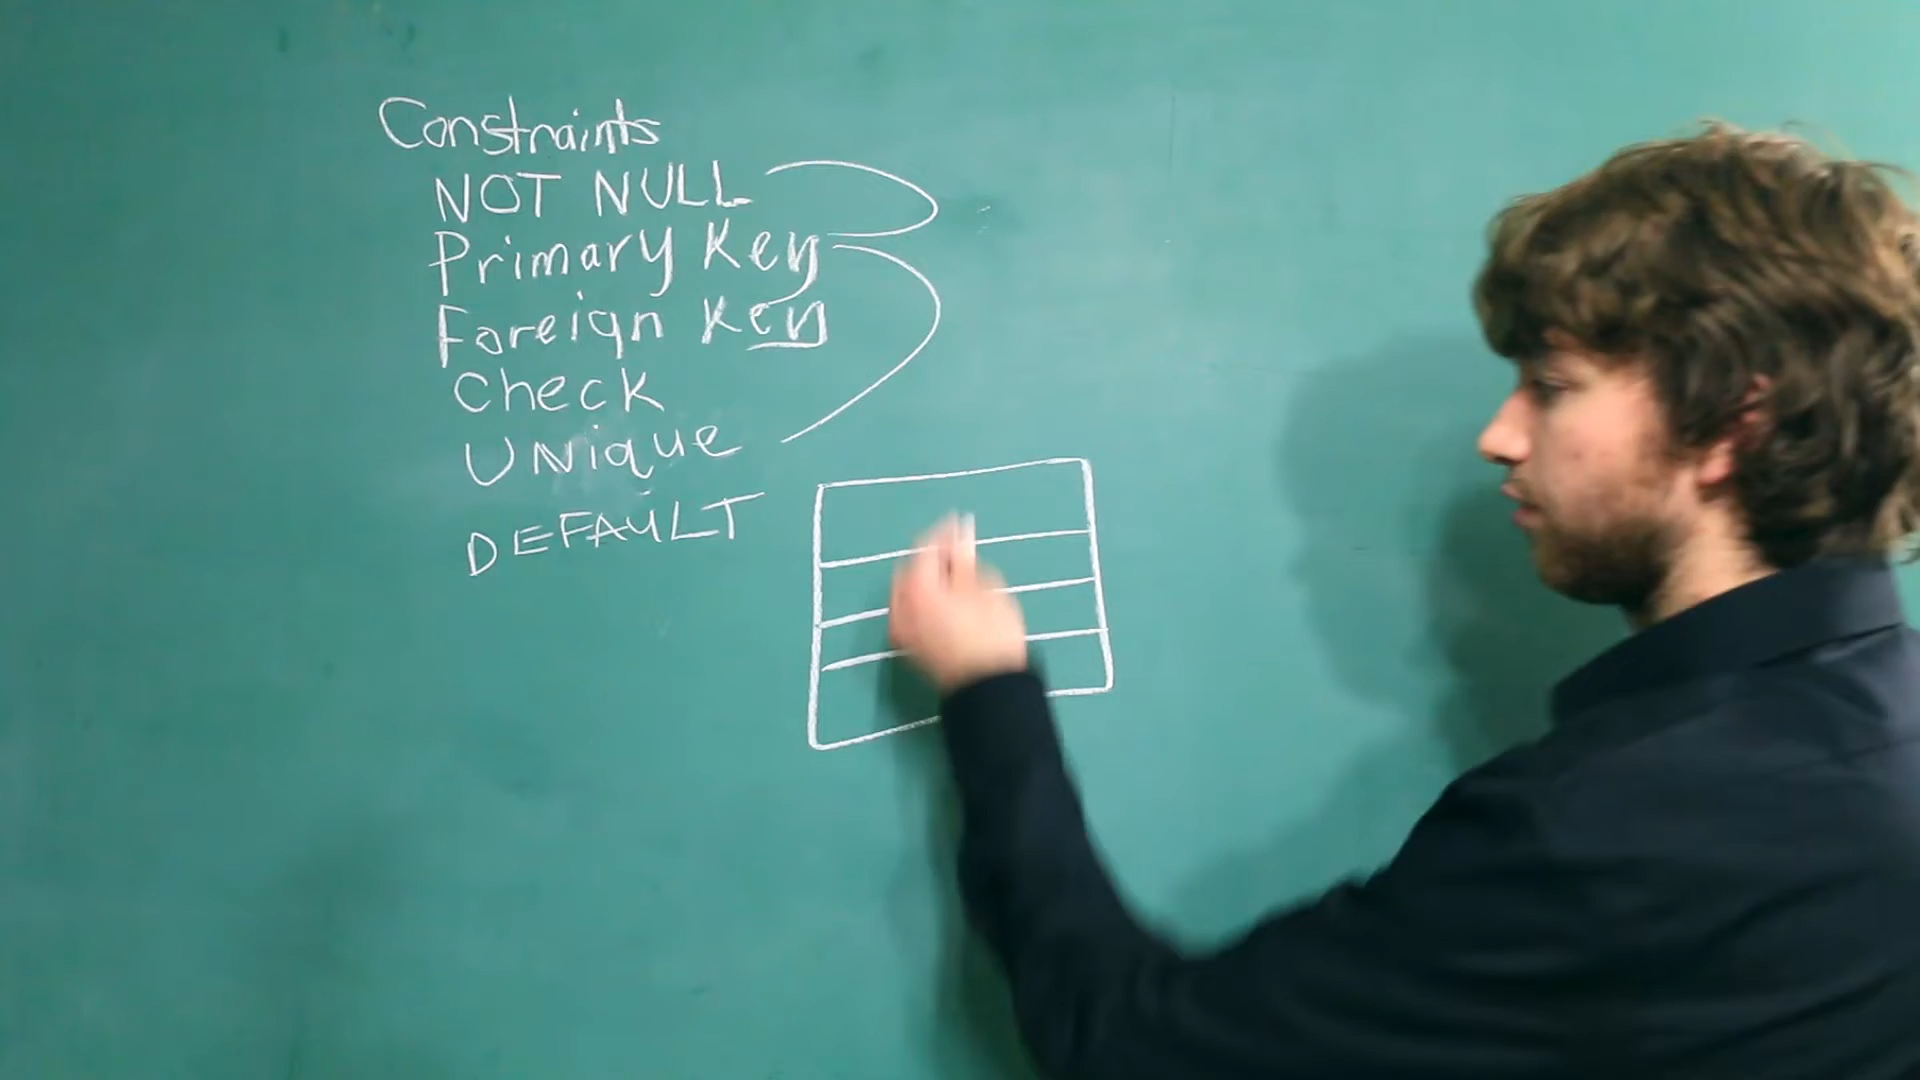 Constraints
NOT NULL
Primary Key
Foreign Key
Check
UNique
DEFAULT